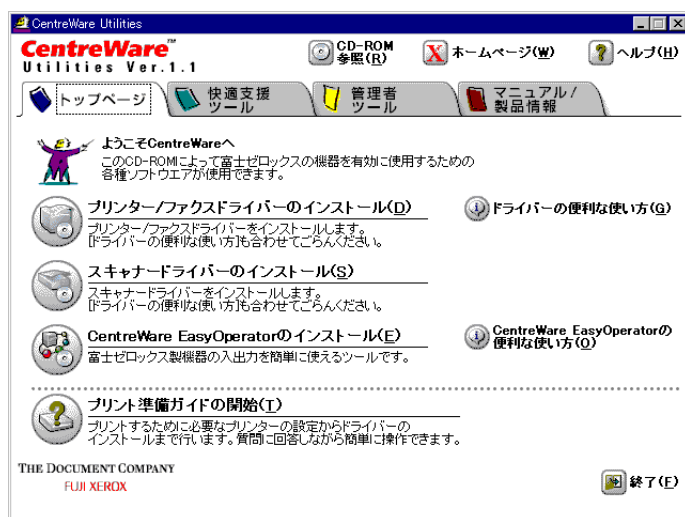 CentreWare Utilities
CentreWare™
Utilities Ver.1.1
CD-ROM
参照(R)
ホームページ(W)
ヘルプ(H)
トップページ
快適支援
ツール
管理者
ツール
マニュアル/
製品情報
ようこそCentreWareへ
このCD-ROMによって富士ゼロックスの機器を有効に使用するための
各種ソフトウエアが使用できます。
プリンター/ファクスドライバーのインストール(D)
プリンター/ファクスドライバーをインストールします。
[ドライバーの便利な使い方]も合わせてごらんください。
ドライバーの便利な使い方(G)
スキャナードライバーのインストール(S)
スキャナードライバーをインストールします。
[ドライバーの便利な使い方]も合わせてごらんください。
CentreWare EasyOperatorのインストール(E)
富士ゼロックス製機器の入出力を簡単に使えるツールです。
CentreWare EasyOperatorの
便利な使い方(O)
プリント準備ガイドの開始(T)
プリントするために必要なプリンターの設定からドライバーの
インストールまで行います。質問に回答しながら簡単に操作できます。
THE DOCUMENT COMPANY
FUJI XEROX
終了(F)